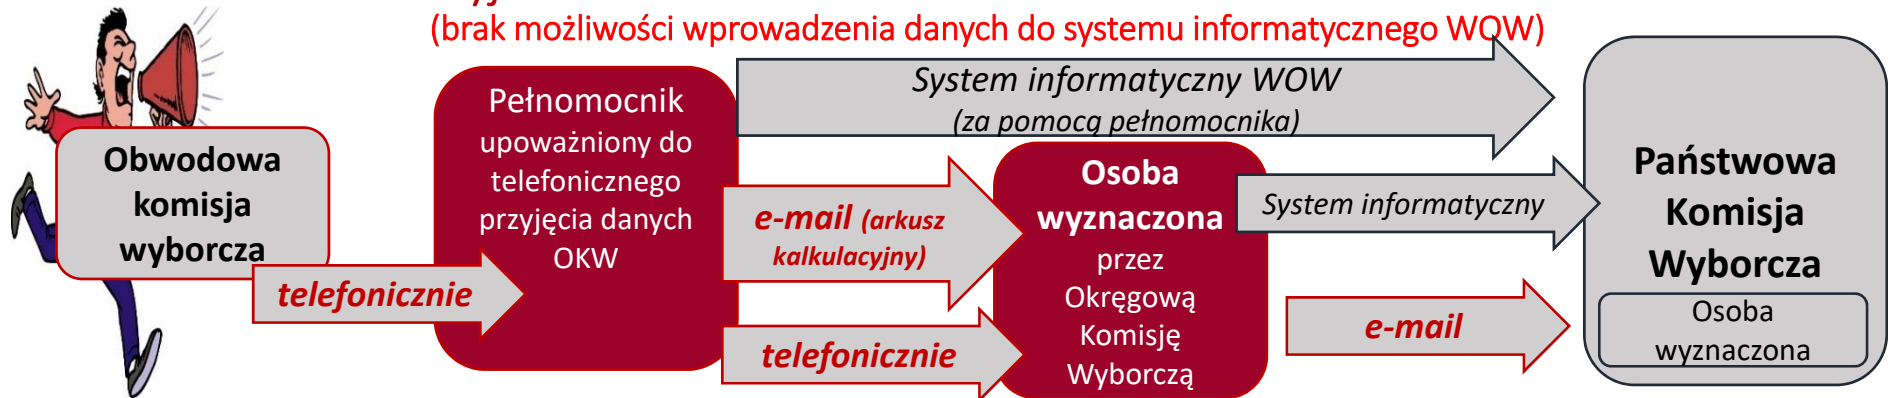 (brak możliwości wprowadzenia danych do systemu informatycznego WOW)
System informatyczny WOW
(za pomocą pełnomocnika)
Obwodowa
komisja
wyborcza
telefonicznie
Pełnomocnik
upoważniony do
telefonicznego
przyjęcia danych
OKW
e-mail (arkusz
kalkulacyjny)
telefonicznie
Osoba
wyznaczona
przez
Okręgową
Komisję
Wyborczą
System informatyczny
e-mail
Państwowa
Komisja
Wyborcza
Osoba
wyznaczona